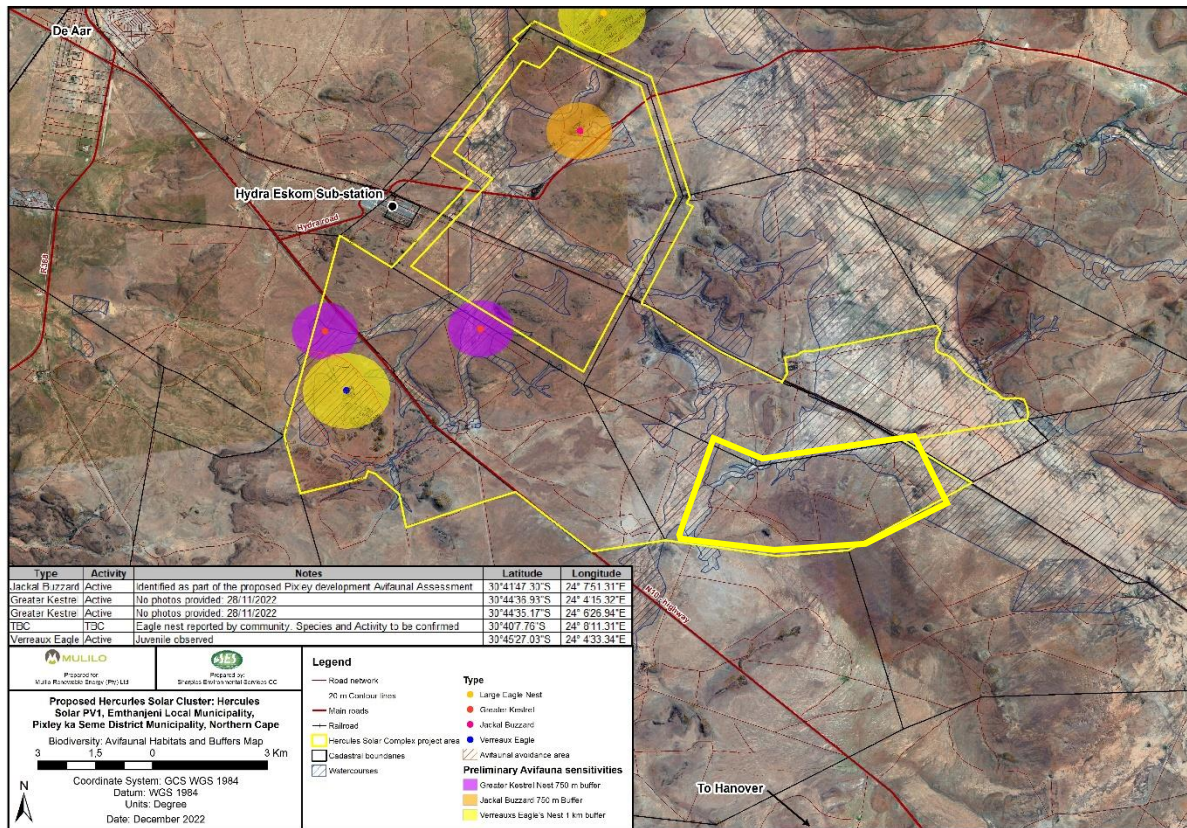 De Aar
Hydra Eskom Sub-station
Hydra road
R388
N10 - highway
To Hanover
Type Activity Notes Latitude Longitude
Jackal Buzzard Active Identified as part of the proposed Pixley development Avifaunal Assessment 30°41'47.30"S 24° 7'51.31"E
Greater Kestrel Active No photos provided: 28/11/2022 30°44'36.93"S 24° 4'15.32"E
Greater Kestrel Active No photos provided: 28/11/2022 30°44'35.17"S 24° 6'26.94"E
TBC TBC Eagle nest reported by community. Species and Activity to be confirmed 30°40'7.76"S 24° 8'11.31"E
Verreaux Eagle Active Juvenile observed 30°45'27.03"S 24° 4'33.34"E
MULILO
Prepared for:
Mulilo Renewable Energy (Pty) Ltd
SES
Prepared by:
Sharples Environmental Services CC
Proposed Hercurles Solar Cluster: Hercules
Solar PV1, Emthanjeni Local Municipality,
Pixley ka Seme District Municipality, Northern Cape
Biodiversity: Avifaunal Habitats and Buffers Map
3 1,5 0 3 Km
Coordinate System: GCS WGS 1984
Datum: WGS 1984
Units: Degree
Date: December 2022
N
Legend
Road network
20 m Contour lines
Main roads
Railroad
Hercules Solar Complex project area
Cadastral boundaries
Watercourses
Type
Large Eagle Nest
Greater Kestrel
Jackal Buzzard
Verreaux Eagle
Avifaunal avoidance area
Preliminary Avifauna sensitivities
Greater Kestrel Nest 750 m buffer
Jackal Buzzard 750 m Buffer
Verreauxs Eagle's Nest 1 km buffer